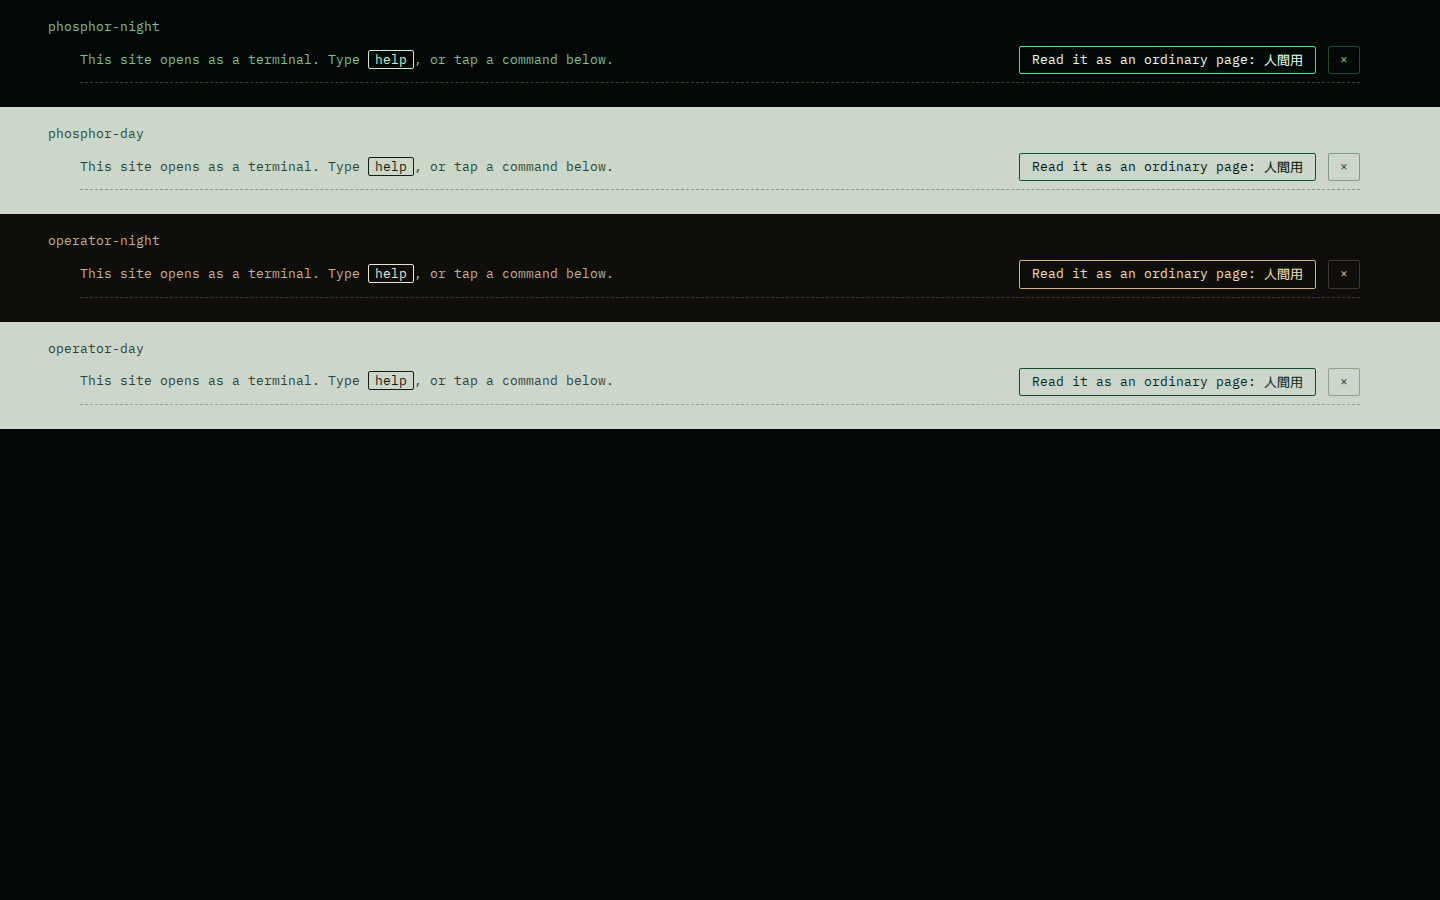 phosphor-night
This site opens as a terminal. Type help, or tap a command below. Read it as an ordinary page: 人間用 ×
phosphor-day
This site opens as a terminal. Type help, or tap a command below. Read it as an ordinary page: 人間用 ×
operator-night
This site opens as a terminal. Type help, or tap a command below. Read it as an ordinary page: 人間用 ×
operator-day
This site opens as a terminal. Type help, or tap a command below. Read it as an ordinary page: 人間用 ×